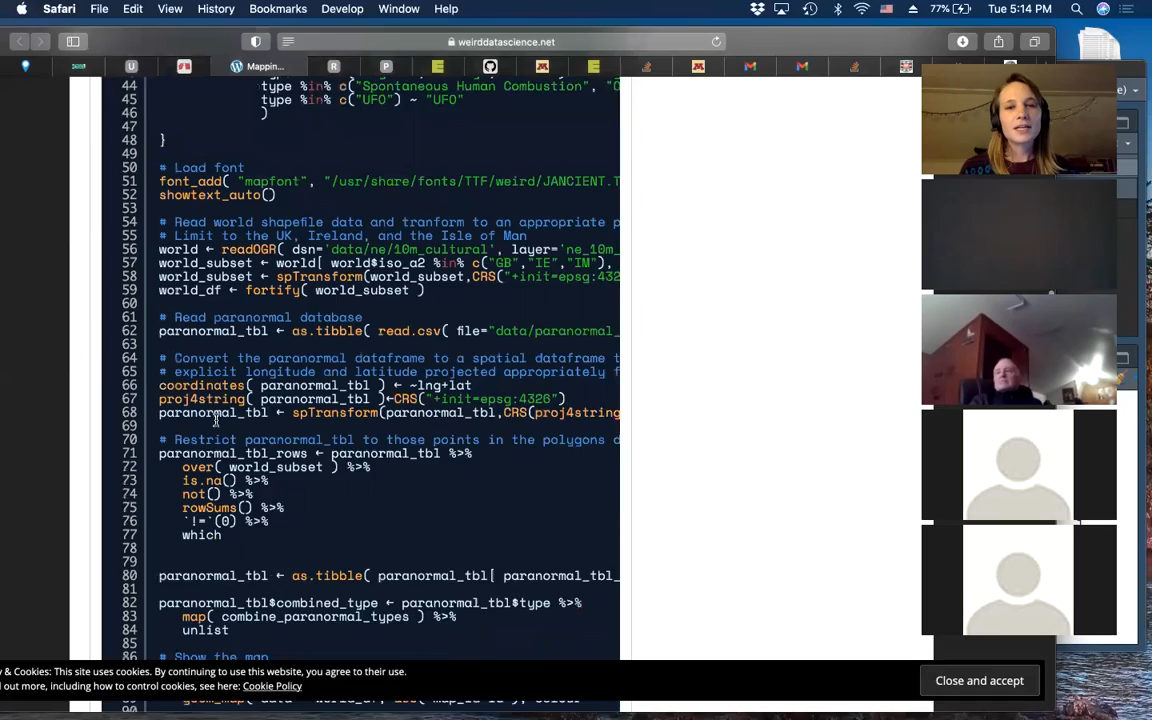 Safari File Edit View History Bookmarks Develop Window Help 77% Tue 5:14 PM
weirddatascience.net
U Mappin... R P
e)
44 type %in% c("Spontaneous Human Combustion", "O
45 type %in% c("UFO") ~ "UFO"
46 )
47
48 }
49
50 # Load font
51 font_add( "mapfont", "/usr/share/fonts/TTF/weird/JANCIENT.T
52 showtext_auto()
53
54 # Read world shapefile data and tranform to an appropriate p
55 # Limit to the UK, Ireland, and the Isle of Man
56 world ← readOGR( dsn='data/ne/10m_cultural', layer='ne_10m_
57 world_subset ← world[ world$iso_a2 %in% c("GB","IE","IM"),
58 world_subset ← spTransform(world_subset,CRS("+init=epsg:432
59 world_df ← fortify( world_subset )
60
61 # Read paranormal database
62 paranormal_tbl ← as.tibble( read.csv( file="data/paranormal_
63
64 # Convert the paranormal dataframe to a spatial dataframe t
65 # explicit longitude and latitude projected appropriately f
66 coordinates( paranormal_tbl ) ← ~lng+lat
67 proj4string( paranormal_tbl )←CRS("+init=epsg:4326")
68 paranormal_tbl ← spTransform(paranormal_tbl,CRS(proj4string
69
70 # Restrict paranormal_tbl to those points in the polygons d
71 paranormal_tbl_rows ← paranormal_tbl %>%
72 over( world_subset ) %>%
73 is.na() %>%
74 not() %>%
75 rowSums() %>%
76 `!=`(0) %>%
77 which
78
79
80 paranormal_tbl ← as.tibble( paranormal_tbl[ paranormal_tbl_
81
82 paranormal_tbl$combined_type ← paranormal_tbl$type %>%
83 map( combine_paranormal_types ) %>%
84 unlist
85
86 # Show the map
y & Cookies: This site uses cookies. By continuing to use this website, you agree to their use.
d out more, including how to control cookies, see here: Cookie Policy
Close and accept